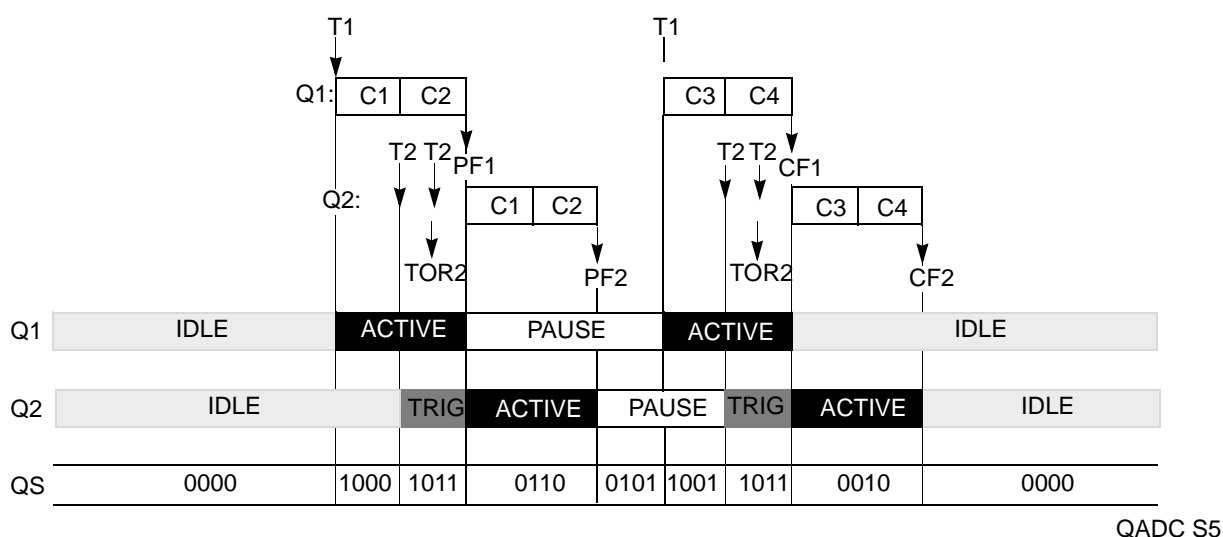 T1 T1
Q1: C1 C2 C3 C4
T2 T2 PF1 T2 T2 CF1
Q2: C1 C2 C3 C4
TOR2 PF2 TOR2 CF2
Q1 IDLE ACTIVE PAUSE ACTIVE IDLE
Q2 IDLE TRIG ACTIVE PAUSE TRIG ACTIVE IDLE
QS 0000 1000 1011 0110 0101 1001 1011 0010 0000
QADC S5